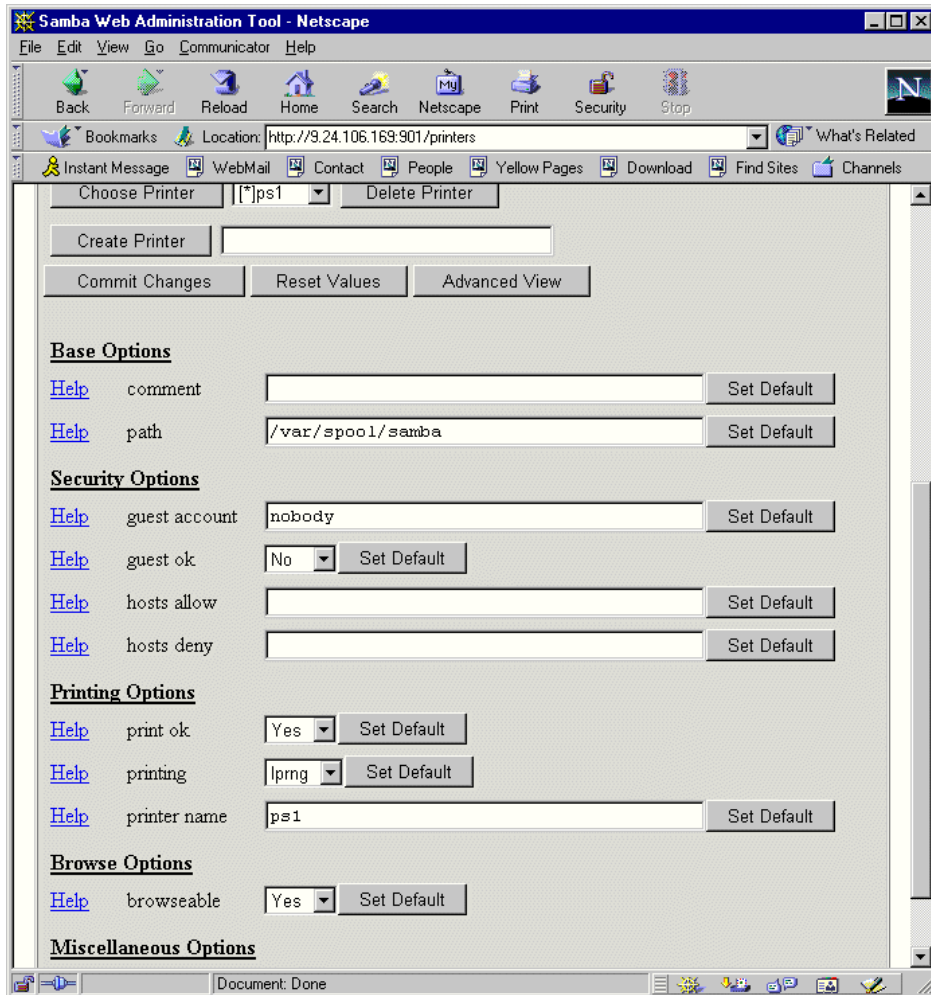 Samba Web Administration Tool - Netscape
File Edit View Go Communicator Help
My
N
Back Forward Reload Home Search Netscape Print Security Stop
Bookmarks Location: http://9.24.106.169:901/printers What's Related
Instant Message WebMail Contact People Yellow Pages Download Find Sites Channels
Choose Printer [*]ps1 Delete Printer
Create Printer
Commit Changes Reset Values Advanced View
Base Options
Help comment Set Default
Help path /var/spool/samba Set Default
Security Options
Help guest account nobody Set Default
Help guest ok No Set Default
Help hosts allow Set Default
Help hosts deny Set Default
Printing Options
Help print ok Yes Set Default
Help printing lprng Set Default
Help printer name ps1 Set Default
Browse Options
Help browseable Yes Set Default
Miscellaneous Options
Document: Done